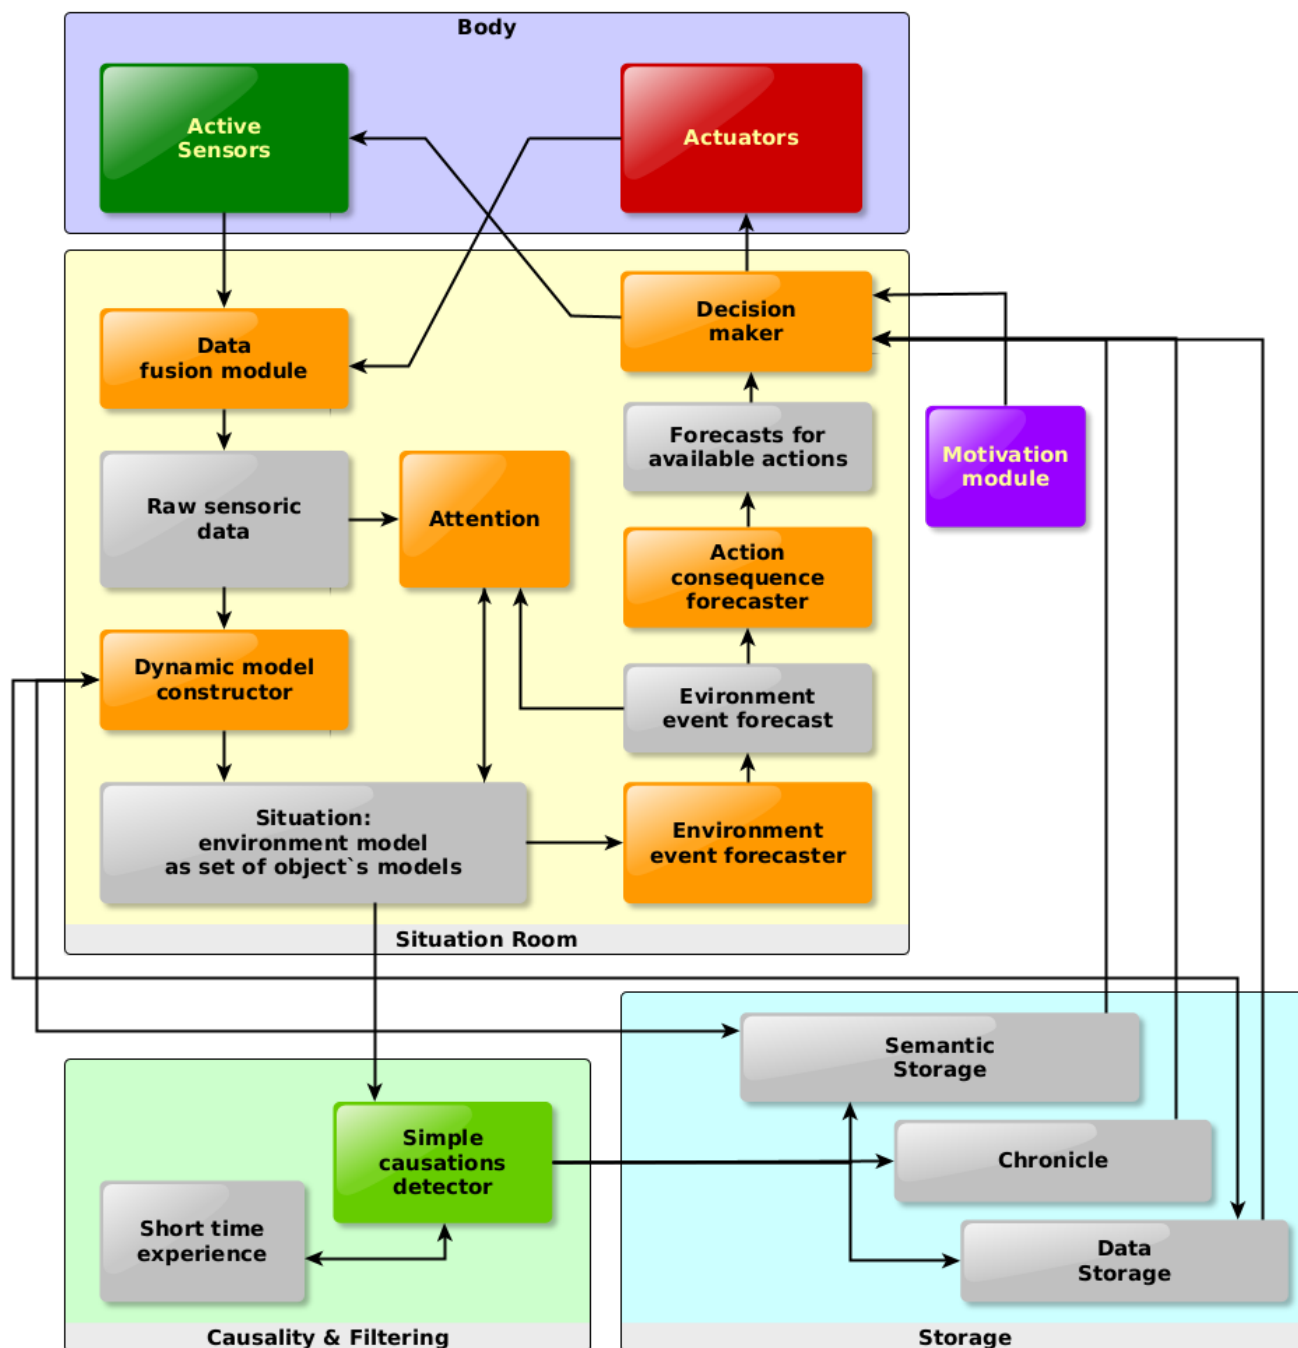 Body
Active
Sensors
Actuators
Decision
maker
Data
fusion module
Forecasts for
available actions
Motivation
module
Raw sensoric
data
Attention
Action
consequence
forecaster
Dynamic model
constructor
Evironment
event forecast
Situation:
environment model
as set of object`s models
Environment
event forecaster
Situation Room
Semantic
Storage
Simple
causations
detector
Chronicle
Short time
experience
Data
Storage
Causality & Filtering
Storage